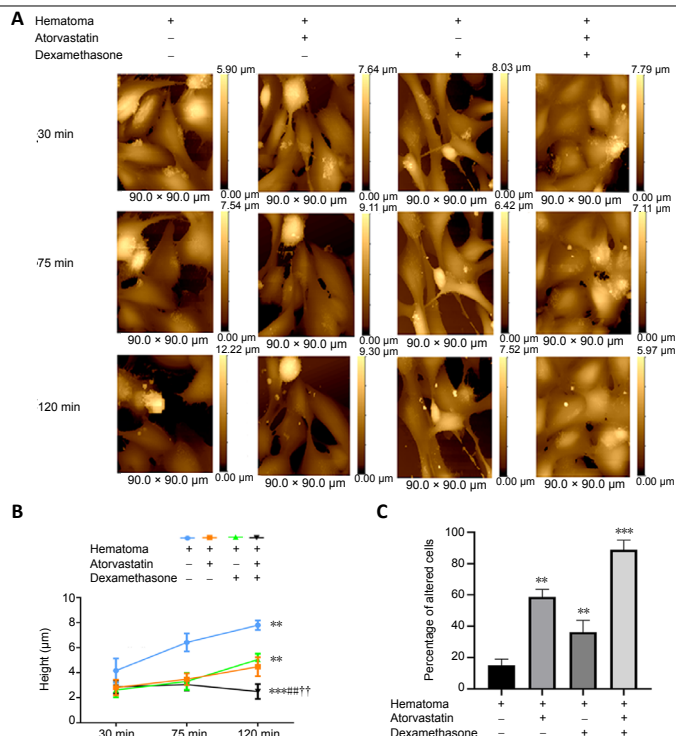 A
Hematoma + + + +
Atorvastatin – + – +
Dexamethasone – – + +
5.90 µm 7.64 µm 8.03 µm 7.79 µm
30 min
0.00 µm 0.00 µm 0.00 µm 0.00 µm
90.0 × 90.0 µm 90.0 × 90.0 µm 90.0 × 90.0 µm 90.0 × 90.0 µm
7.54 µm 9.11 µm 6.42 µm 7.11 µm
75 min
0.00 µm 0.00 µm 0.00 µm 0.00 µm
90.0 × 90.0 µm 90.0 × 90.0 µm 90.0 × 90.0 µm 90.0 × 90.0 µm
12.22 µm 9.30 µm 7.52 µm 5.97 µm
120 min
0.00 µm 0.00 µm 0.00 µm 0.00 µm
90.0 × 90.0 µm 90.0 × 90.0 µm 90.0 × 90.0 µm 90.0 × 90.0 µm
B
Hematoma + + + +
Atorvastatin – + – +
Dexamethasone – – + +
Height (µm)
10
8
6
4
2
0
**
**
***##††
30 min 75 min 120 min
C
Percentage of altered cells
100
80
60
40
20
0
**
**
***
Hematoma + + + +
Atorvastatin – + – +
Dexamethasone – – + +